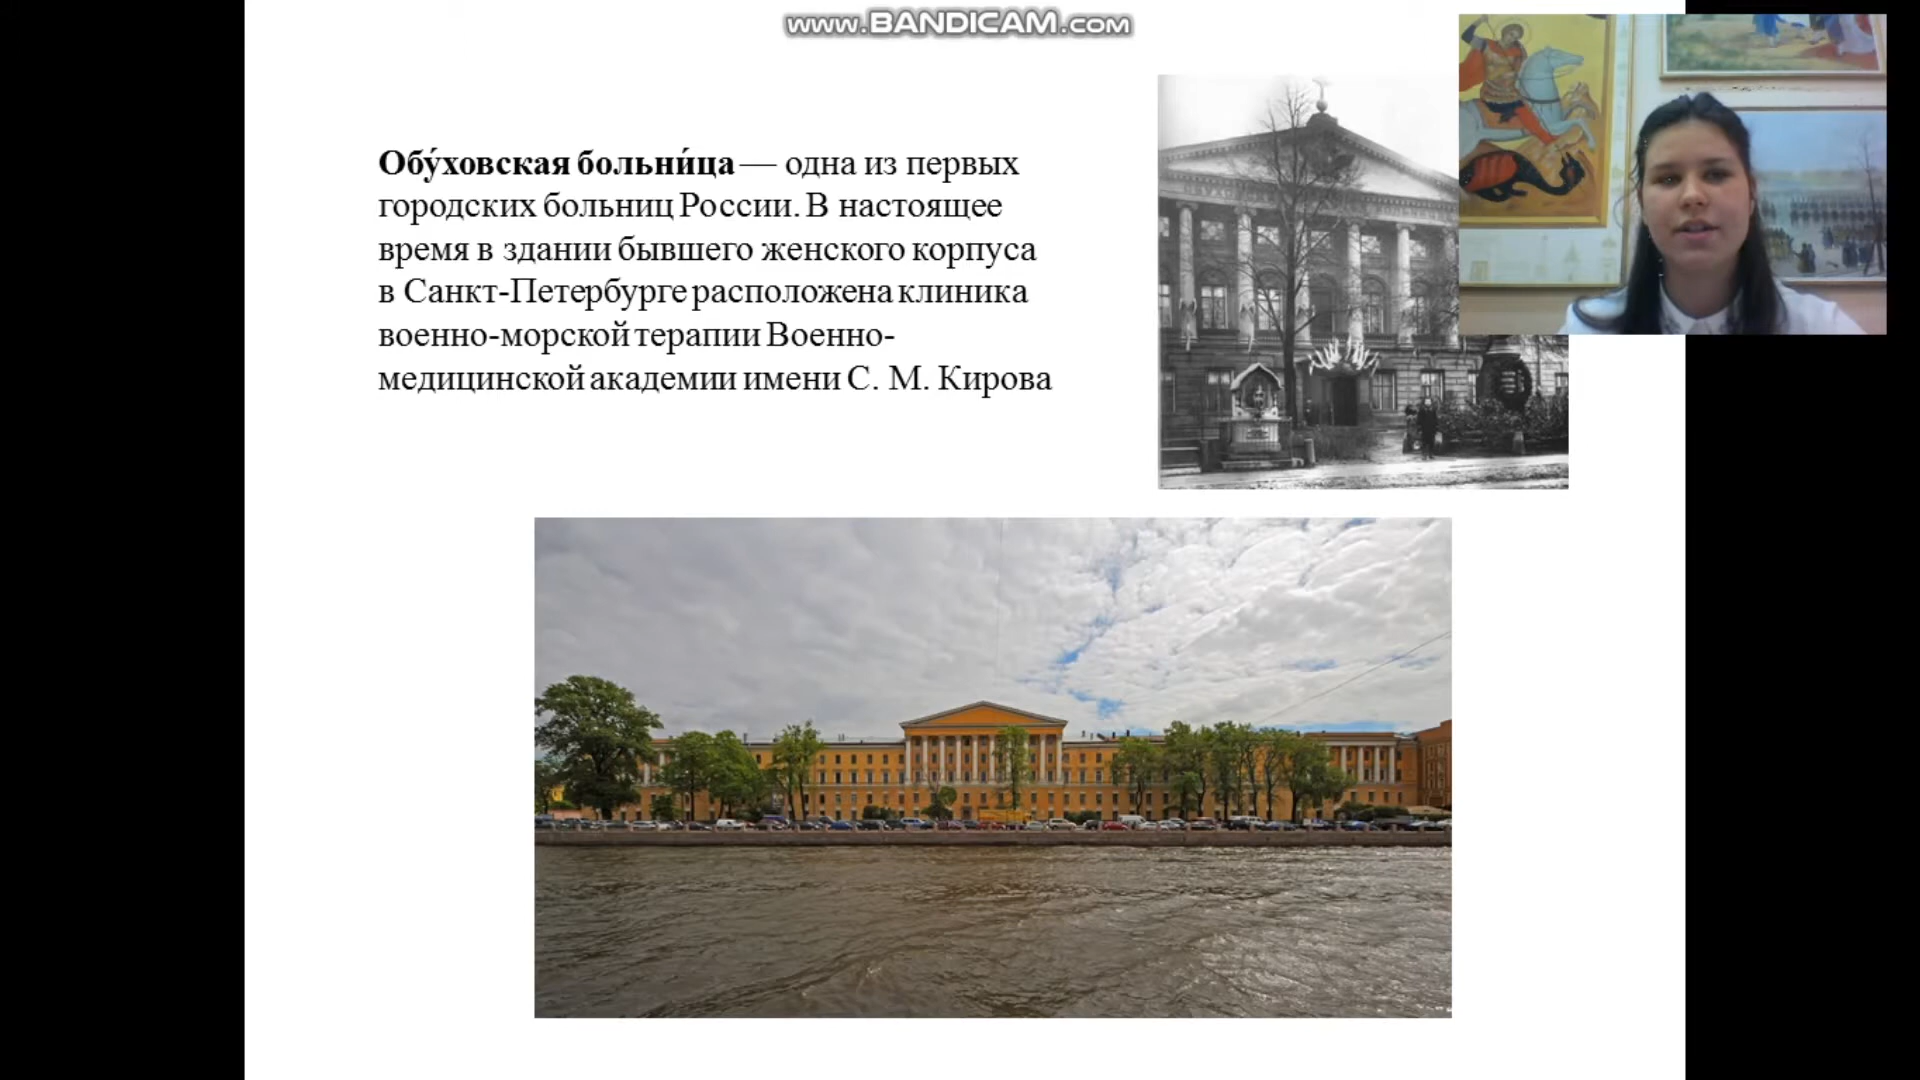 www.BANDICAM.com
Обу́ховская больни́ца — одна из первых
городских больниц России. В настоящее
время в здании бывшего женского корпуса
в Санкт-Петербурге расположена клиника
военно-морской терапии Военно-
медицинской академии имени С. М. Кирова